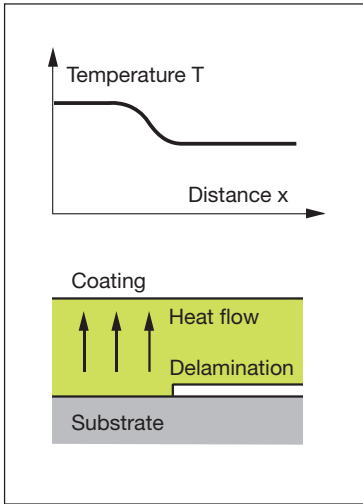 Temperature T
Distance x
Coating
Heat flow
Delamination
Substrate